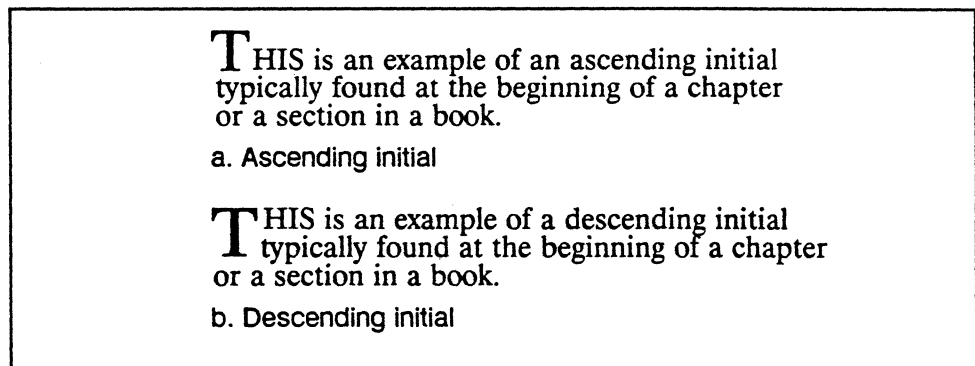 THIS is an example of an ascending initial
typically found at the beginning of a chapter
or a section in a book.
a. Ascending initial
THIS is an example of a descending initial
typically found at the beginning of a chapter
or a section in a book.
b. Descending initial